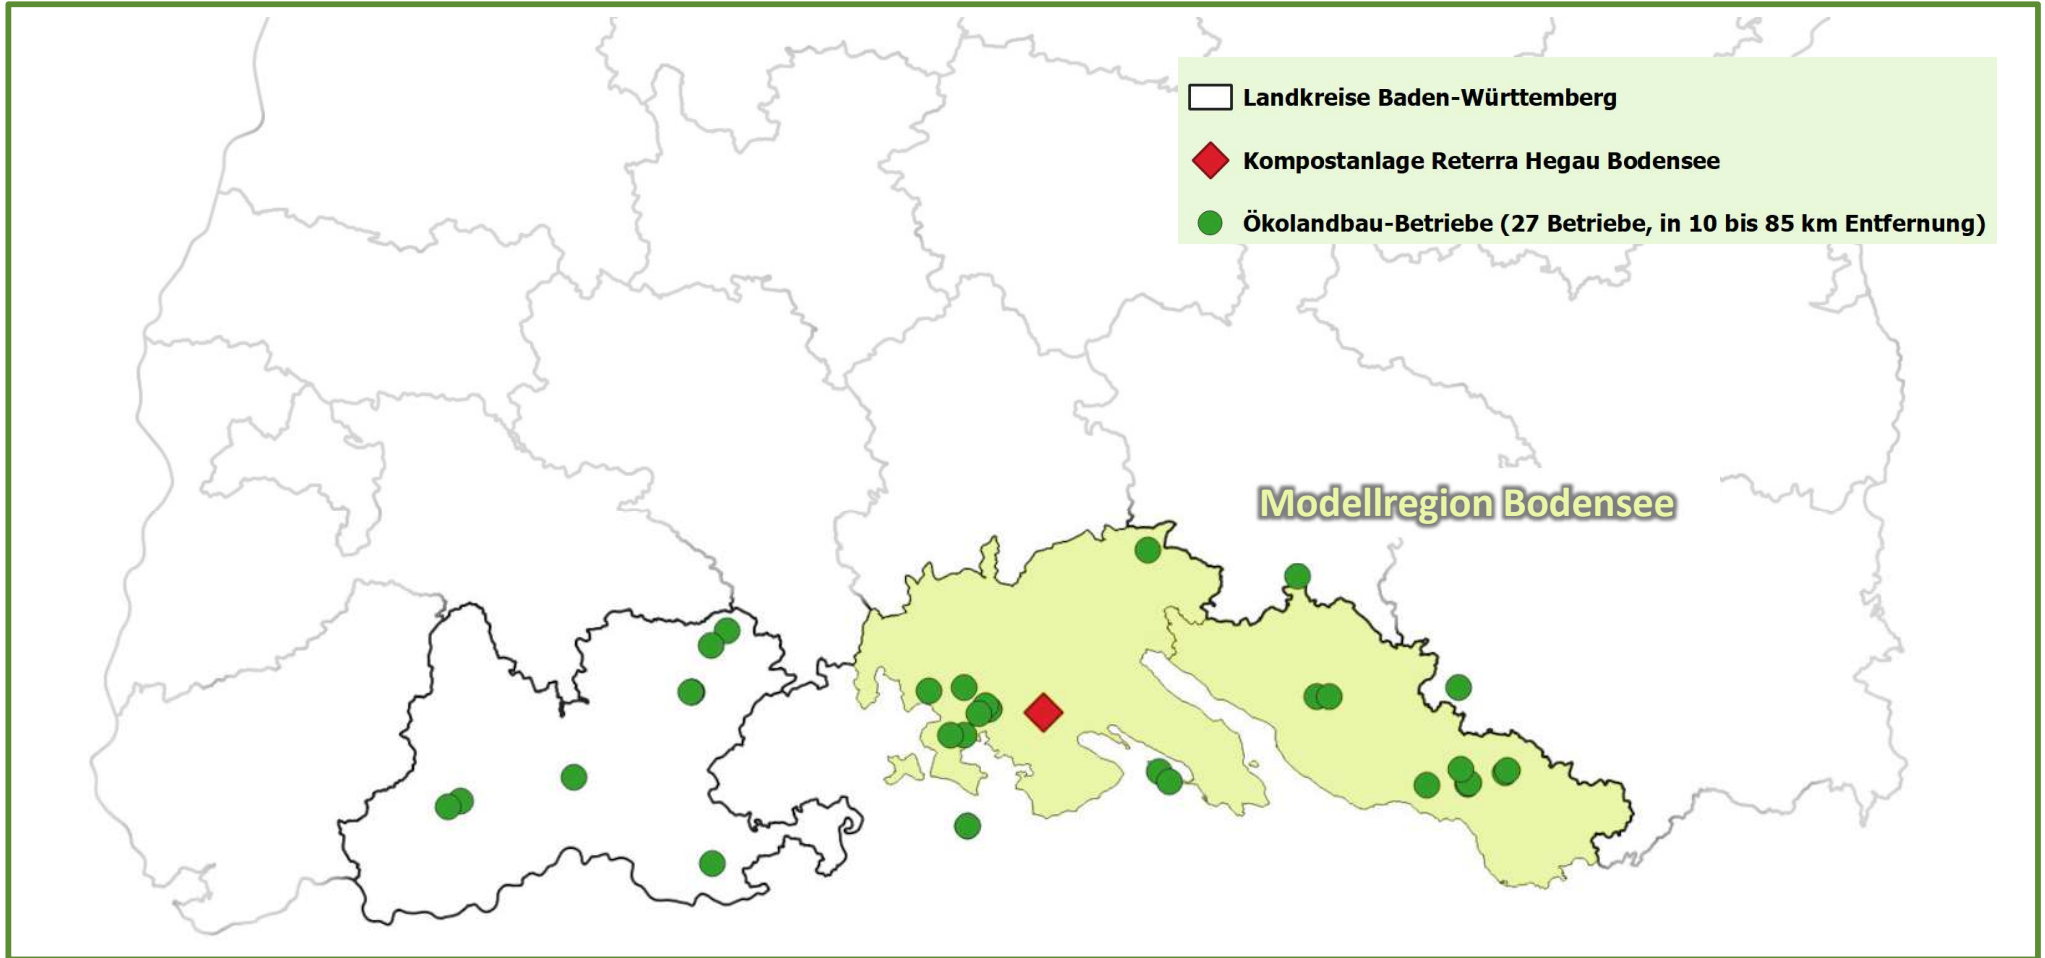 Landkreise Baden-Württemberg
Kompostanlage Reterra Hegau Bodensee
Ökolandbau-Betriebe (27 Betriebe, in 10 bis 85 km Entfernung)
Modellregion Bodensee